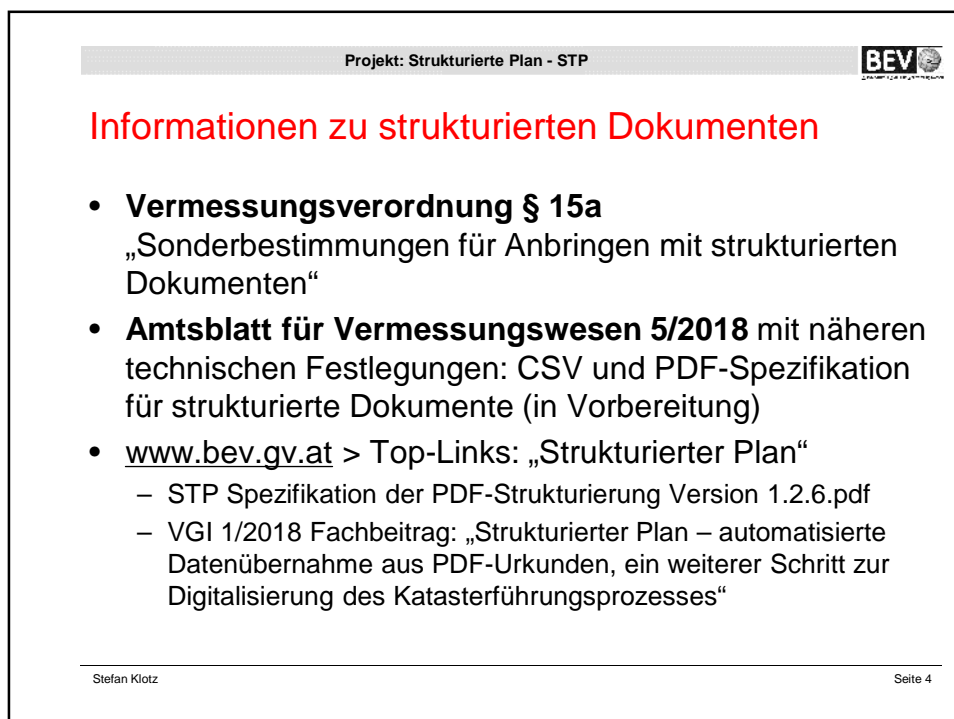 Projekt: Strukturierte Plan - STP
BEV
Informationen zu strukturierten Dokumenten
• Vermessungsverordnung § 15a
„Sonderbestimmungen für Anbringen mit strukturierten
Dokumenten“
• Amtsblatt für Vermessungswesen 5/2018 mit näheren
technischen Festlegungen: CSV und PDF-Spezifikation
für strukturierte Dokumente (in Vorbereitung)
• www.bev.gv.at > Top-Links: „Strukturierter Plan“
– STP Spezifikation der PDF-Strukturierung Version 1.2.6.pdf
– VGI 1/2018 Fachbeitrag: „Strukturierter Plan – automatisierte
Datenübernahme aus PDF-Urkunden, ein weiterer Schritt zur
Digitalisierung des Katasterführungsprozesses“
Stefan Klotz
Seite 4